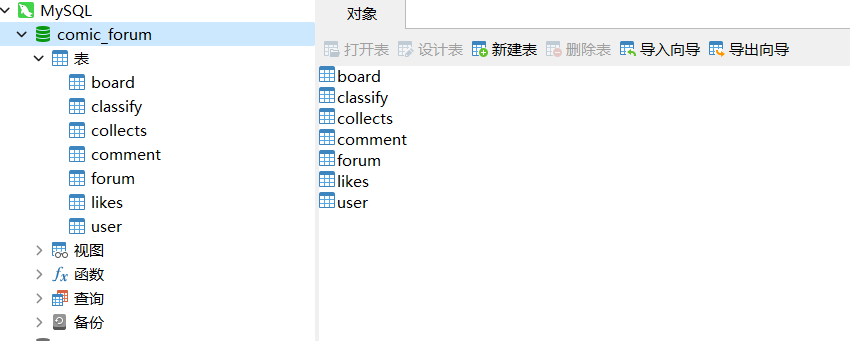 MySQL
comic_forum
表
board
classify
collects
comment
forum
likes
user
视图
函数
查询
备份
对象
打开表 设计表 新建表 删除表 导入向导 导出向导
board
classify
collects
comment
forum
likes
user